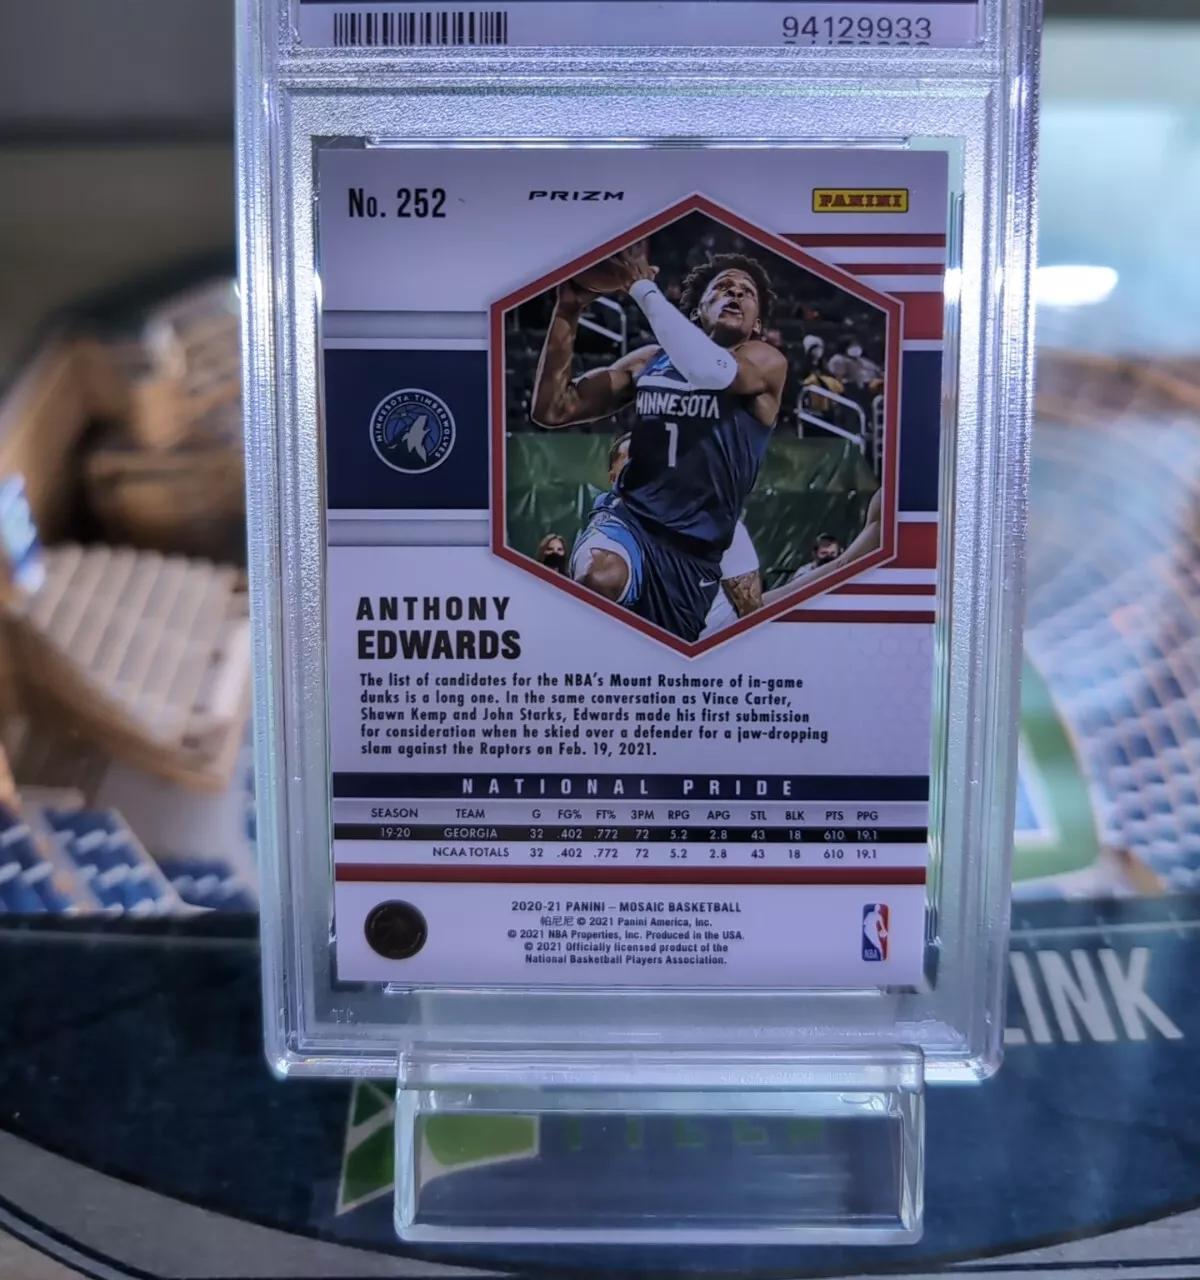 94129933
No. 252
PRIZM
PANINI
MINNESOTA TIMBERWOLVES
MINNESOTA
1
ANTHONY
EDWARDS
The list of candidates for the NBA's Mount Rushmore of in-game
dunks is a long one. In the same conversation as Vince Carter,
Shawn Kemp and John Starks, Edwards made his first submission
for consideration when he skied over a defender for a jaw-dropping
slam against the Raptors on Feb. 19, 2021.
NATIONAL PRIDE
SEASON TEAM G FG% FT% 3PM RPG APG STL BLK PTS PPG
19-20 GEORGIA 32 .402 .772 72 5.2 2.8 43 18 610 19.1
NCAA TOTALS 32 .402 .772 72 5.2 2.8 43 18 610 19.1
2020-21 PANINI – MOSAIC BASKETBALL
帕尼尼 © 2021 Panini America, Inc.
© 2021 NBA Properties, Inc. Produced in the USA.
© 2021 Officially licensed product of the
National Basketball Players Association.
NBA
LINK